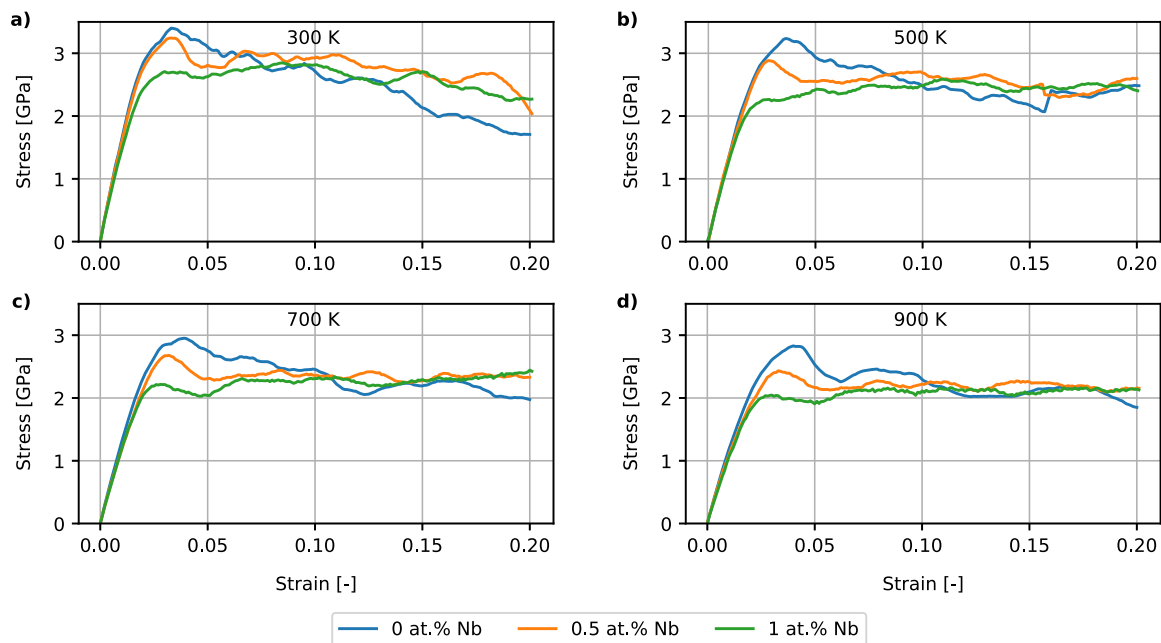 a)
300 K
Stress [GPa]
3
2
1
0
0.00 0.05 0.10 0.15 0.20
b)
500 K
Stress [GPa]
3
2
1
0
0.00 0.05 0.10 0.15 0.20
c)
700 K
Stress [GPa]
3
2
1
0
0.00 0.05 0.10 0.15 0.20
Strain [-]
d)
900 K
Stress [GPa]
3
2
1
0
0.00 0.05 0.10 0.15 0.20
Strain [-]
0 at.% Nb 0.5 at.% Nb 1 at.% Nb